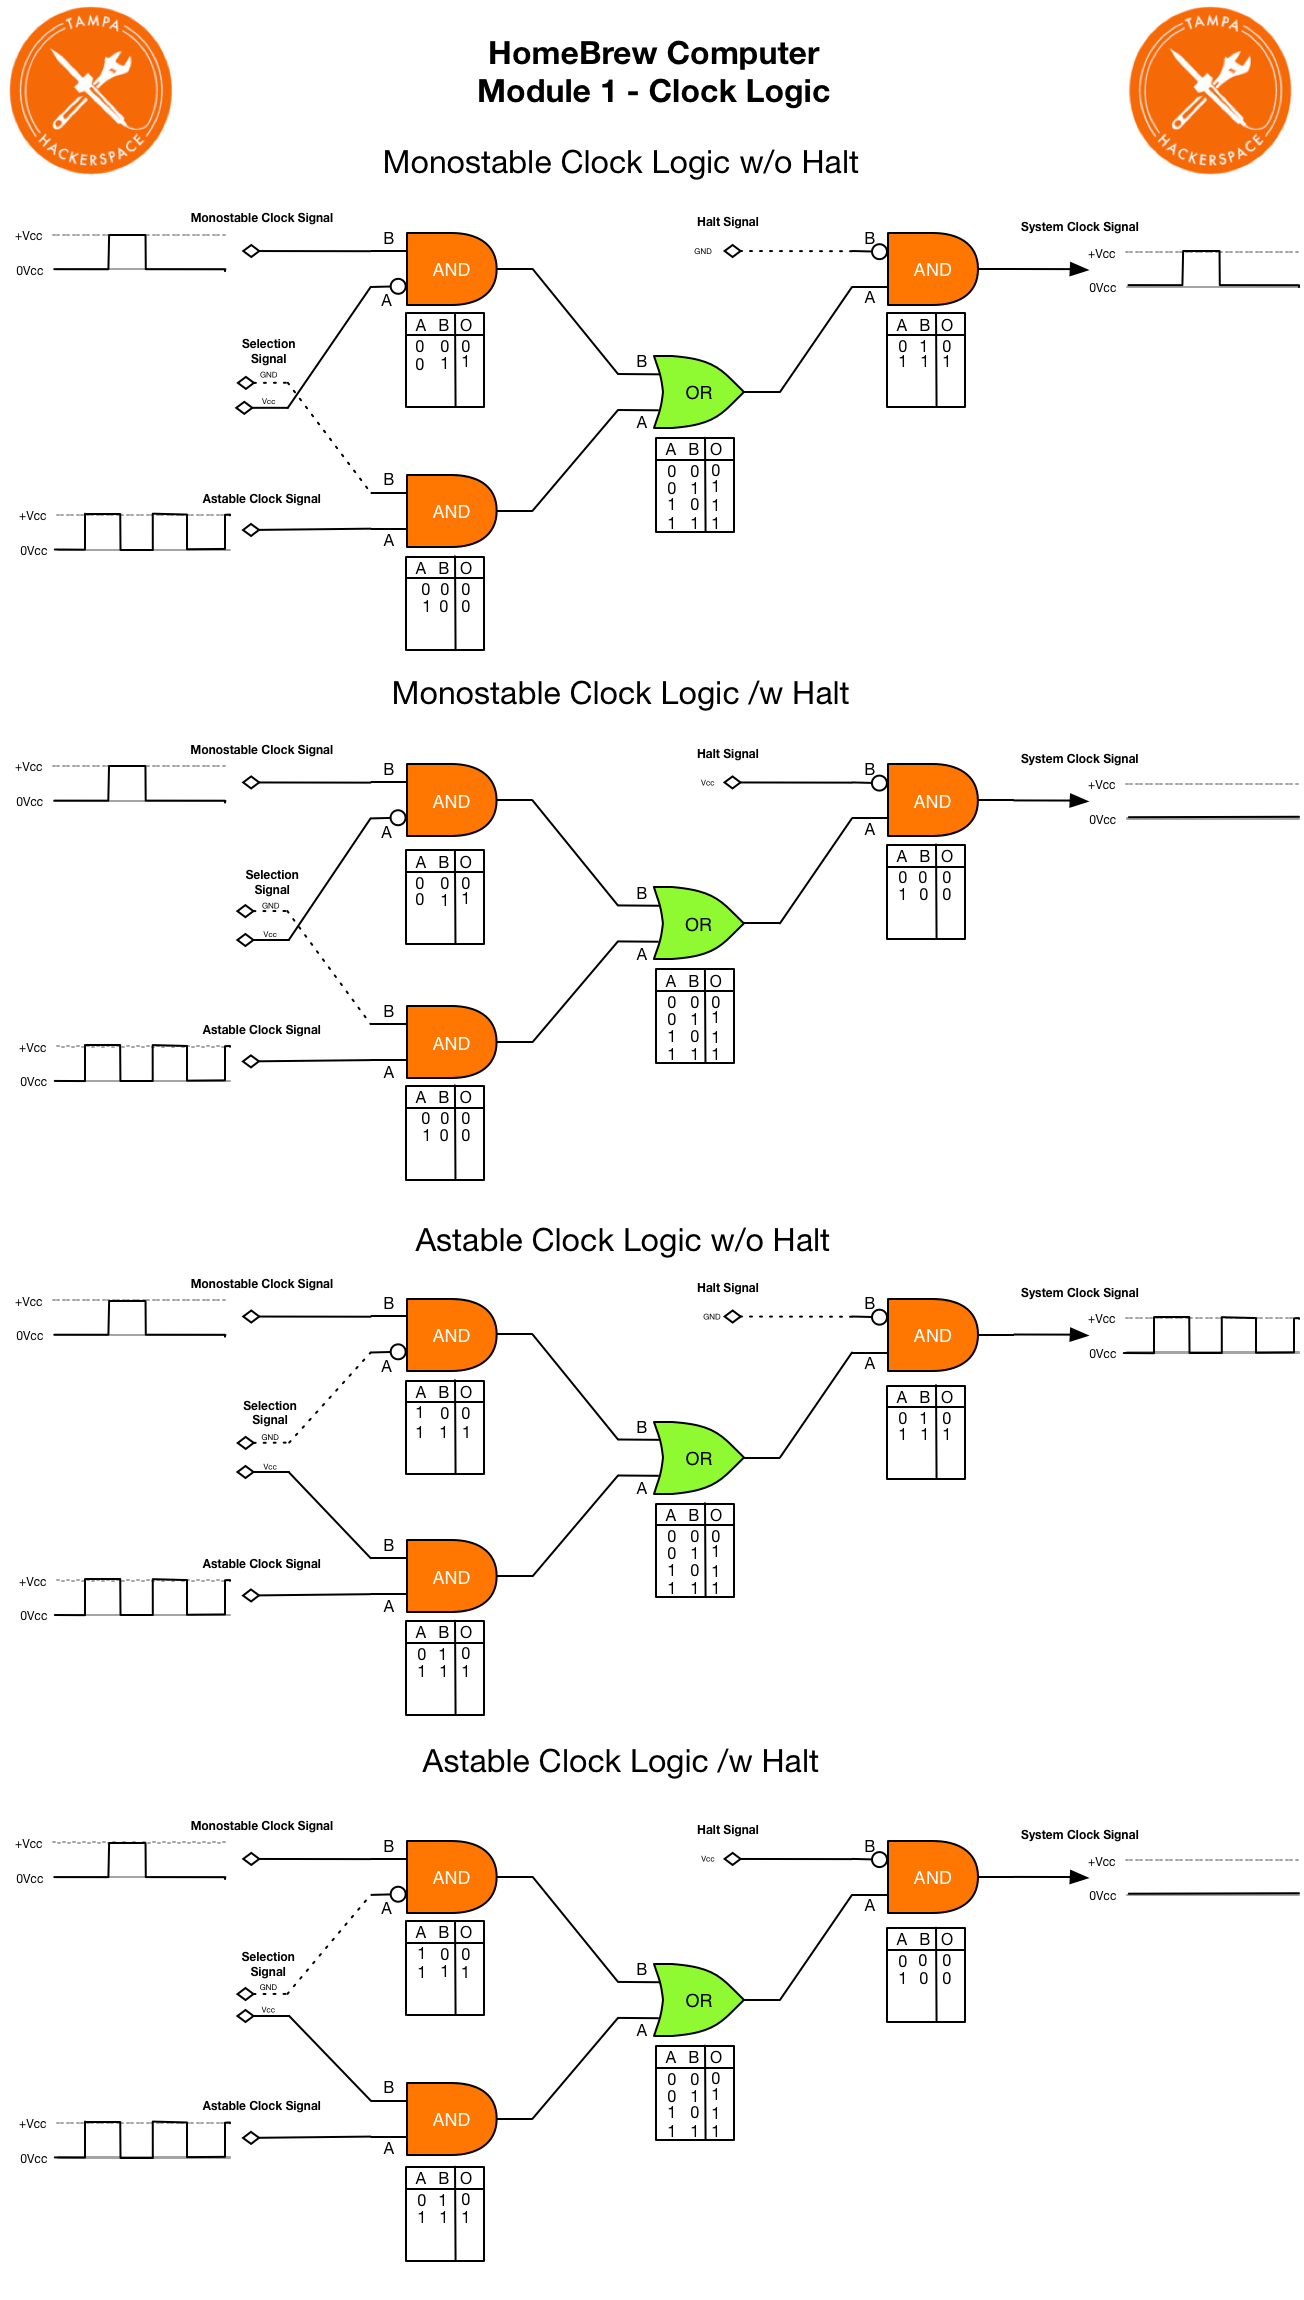 TAMPA
HACKERSPACE
HomeBrew Computer
Module 1 - Clock Logic
TAMPA
HACKERSPACE
Monostable Clock Logic w/o Halt
Monostable Clock Signal
+Vcc
0Vcc
B
A
AND
A B O
0 0 0
0 1 1
Selection
Signal
GND
Vcc
Astable Clock Signal
+Vcc
0Vcc
B
A
AND
A B O
0 0 0
1 0 0
B
A
OR
A B O
0 0 0
0 1 1
1 0 1
1 1 1
Halt Signal
GND
B
A
AND
A B O
0 1 0
1 1 1
System Clock Signal
+Vcc
0Vcc
Monostable Clock Logic /w Halt
Monostable Clock Signal
+Vcc
0Vcc
B
A
AND
A B O
0 0 0
0 1 1
Selection
Signal
GND
Vcc
Astable Clock Signal
+Vcc
0Vcc
B
A
AND
A B O
0 0 0
1 0 0
B
A
OR
A B O
0 0 0
0 1 1
1 0 1
1 1 1
Halt Signal
Vcc
B
A
AND
A B O
0 0 0
1 0 0
System Clock Signal
+Vcc
0Vcc
Astable Clock Logic w/o Halt
Monostable Clock Signal
+Vcc
0Vcc
B
A
AND
A B O
1 0 0
1 1 1
Selection
Signal
GND
Vcc
Astable Clock Signal
+Vcc
0Vcc
B
A
AND
A B O
0 1 0
1 1 1
B
A
OR
A B O
0 0 0
0 1 1
1 0 1
1 1 1
Halt Signal
GND
B
A
AND
A B O
0 1 0
1 1 1
System Clock Signal
+Vcc
0Vcc
Astable Clock Logic /w Halt
Monostable Clock Signal
+Vcc
0Vcc
B
A
AND
A B O
1 0 0
1 1 1
Selection
Signal
GND
Vcc
Astable Clock Signal
+Vcc
0Vcc
B
A
AND
A B O
0 1 0
1 1 1
B
A
OR
A B O
0 0 0
0 1 1
1 0 1
1 1 1
Halt Signal
Vcc
B
A
AND
A B O
0 0 0
1 0 0
System Clock Signal
+Vcc
0Vcc